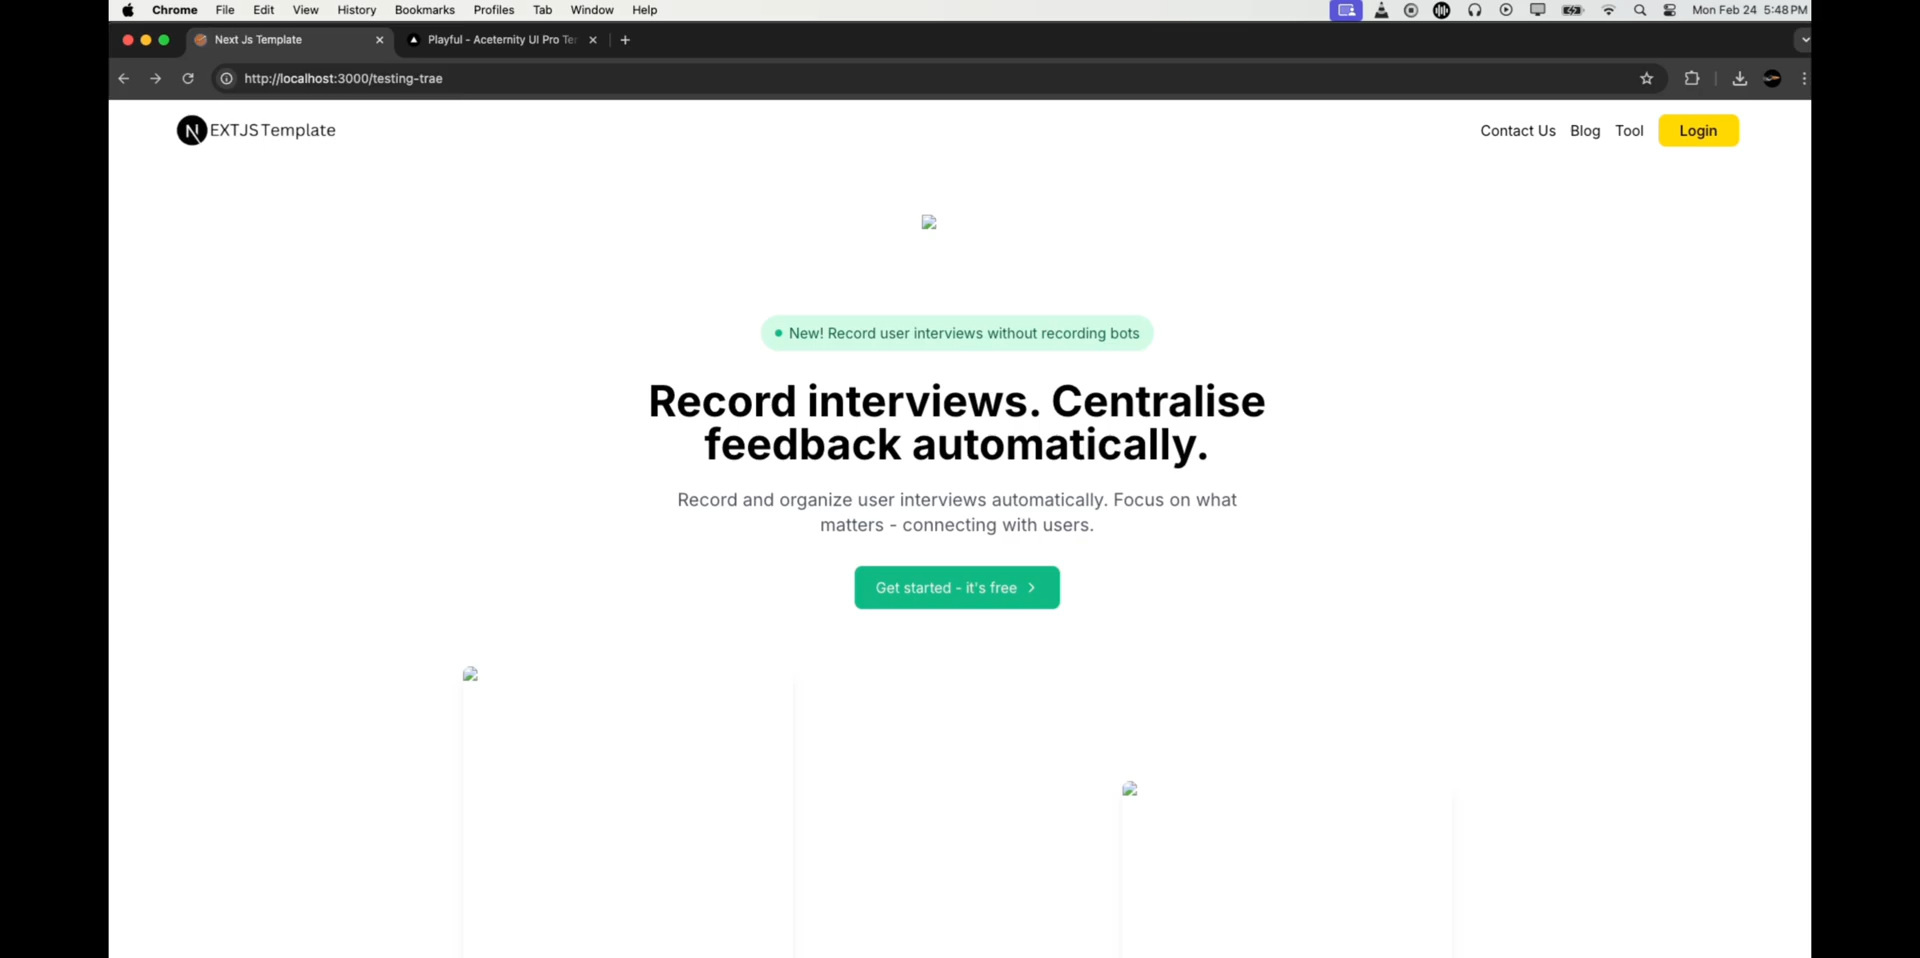 Chrome File Edit View History Bookmarks Profiles Tab Window Help Mon Feb 24 5:48 PM
Next Js Template Playful - Aceternity UI Pro Ter
http://localhost:3000/testing-trae
N EXTJS Template Contact Us Blog Tool Login
New! Record user interviews without recording bots
Record interviews. Centralise
feedback automatically.
Record and organize user interviews automatically. Focus on what
matters - connecting with users.
Get started - it's free